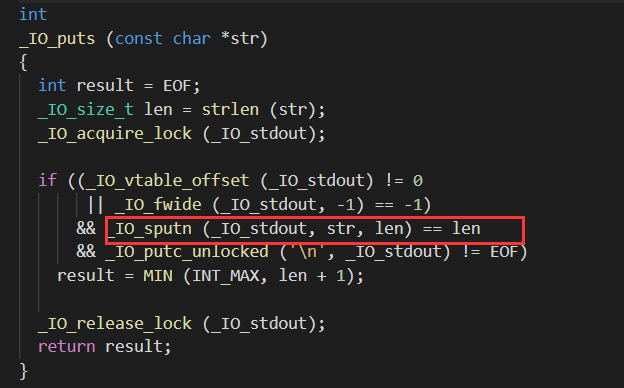 int
_IO_puts (const char *str)
{
  int result = EOF;
  _IO_size_t len = strlen (str);
  _IO_acquire_lock (_IO_stdout);

  if ((_IO_vtable_offset (_IO_stdout) != 0
       || _IO_fwide (_IO_stdout, -1) == -1)
      && _IO_sputn (_IO_stdout, str, len) == len
      && _IO_putc_unlocked ('\n', _IO_stdout) != EOF)
    result = MIN (INT_MAX, len + 1);

  _IO_release_lock (_IO_stdout);
  return result;
}